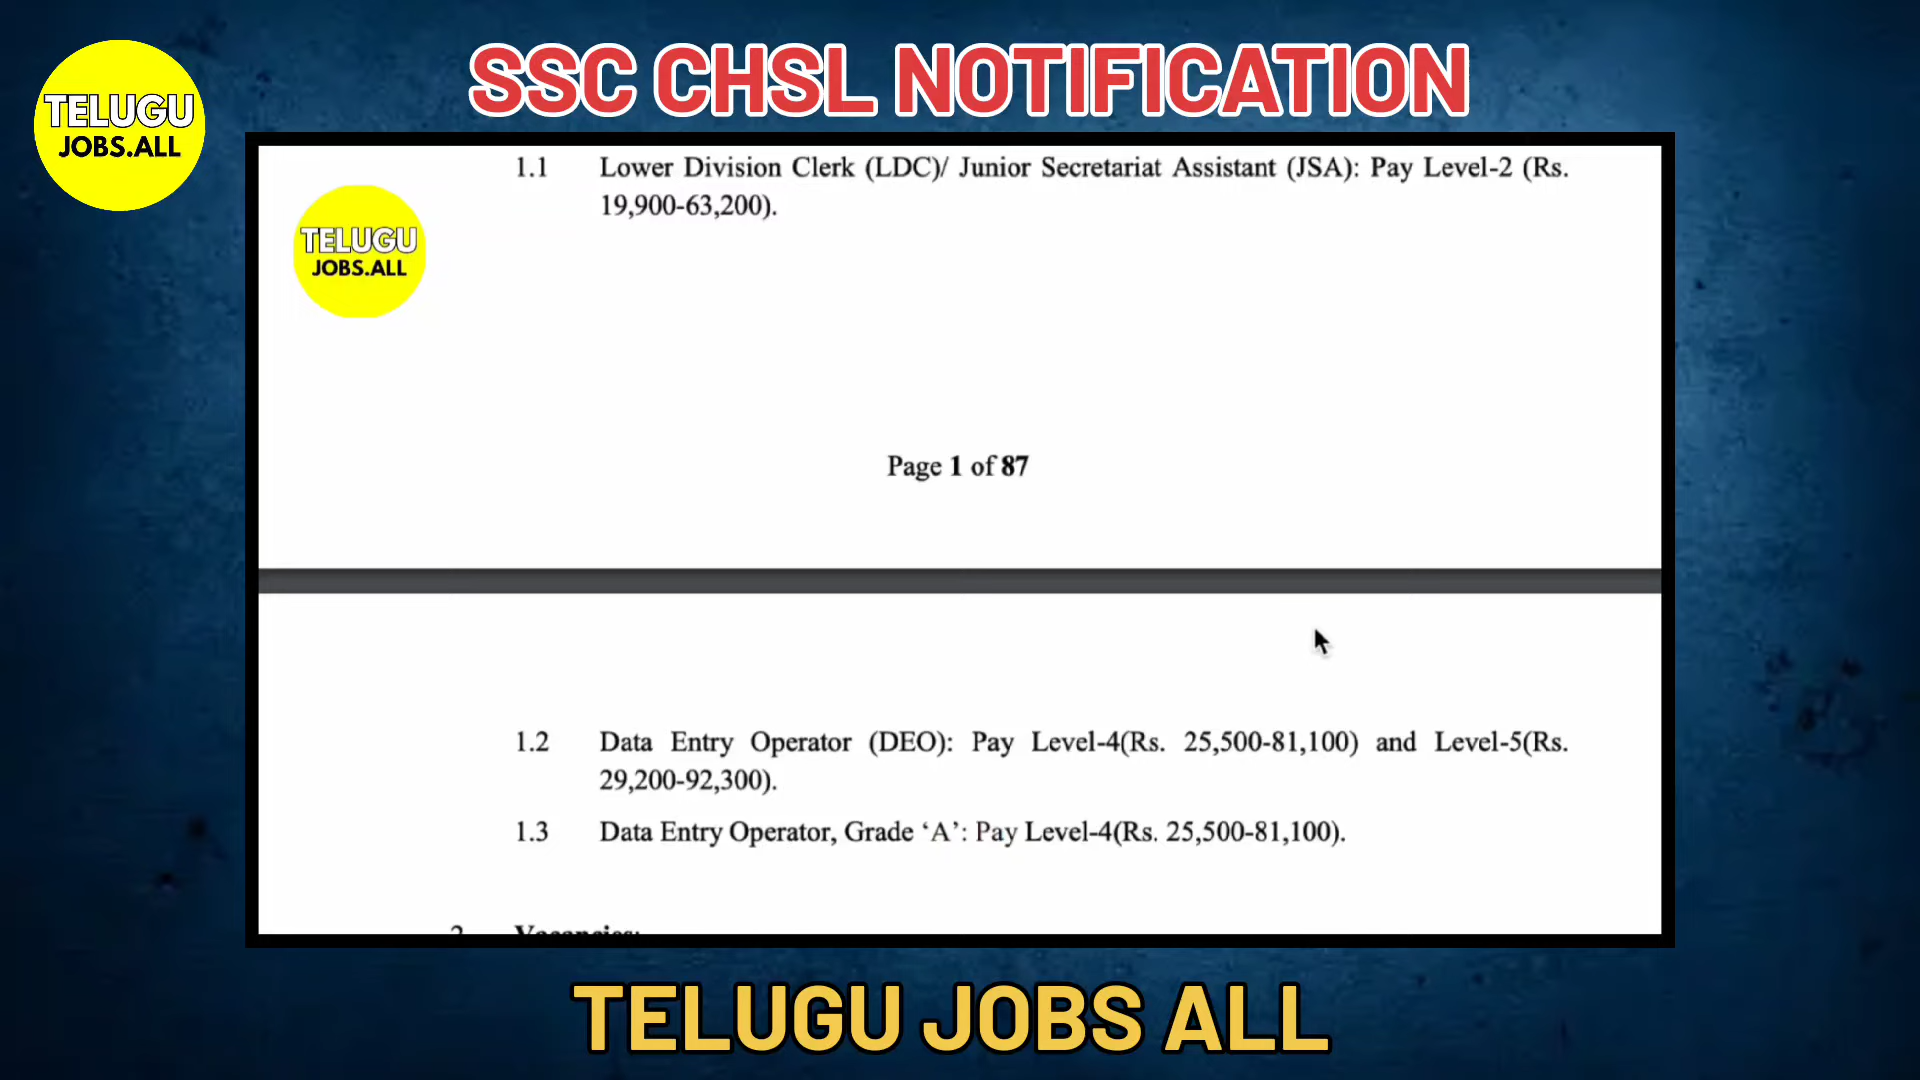 SSC CHSL NOTIFICATION
TELUGU
JOBS.ALL
1.1 Lower Division Clerk (LDC)/ Junior Secretariat Assistant (JSA): Pay Level-2 (Rs.
19,900-63,200).
TELUGU
JOBS.ALL
Page 1 of 87
1.2 Data Entry Operator (DEO): Pay Level-4(Rs. 25,500-81,100) and Level-5(Rs.
29,200-92,300).
1.3 Data Entry Operator, Grade ‘A’: Pay Level-4(Rs. 25,500-81,100).
2 Vacancies:
TELUGU JOBS ALL